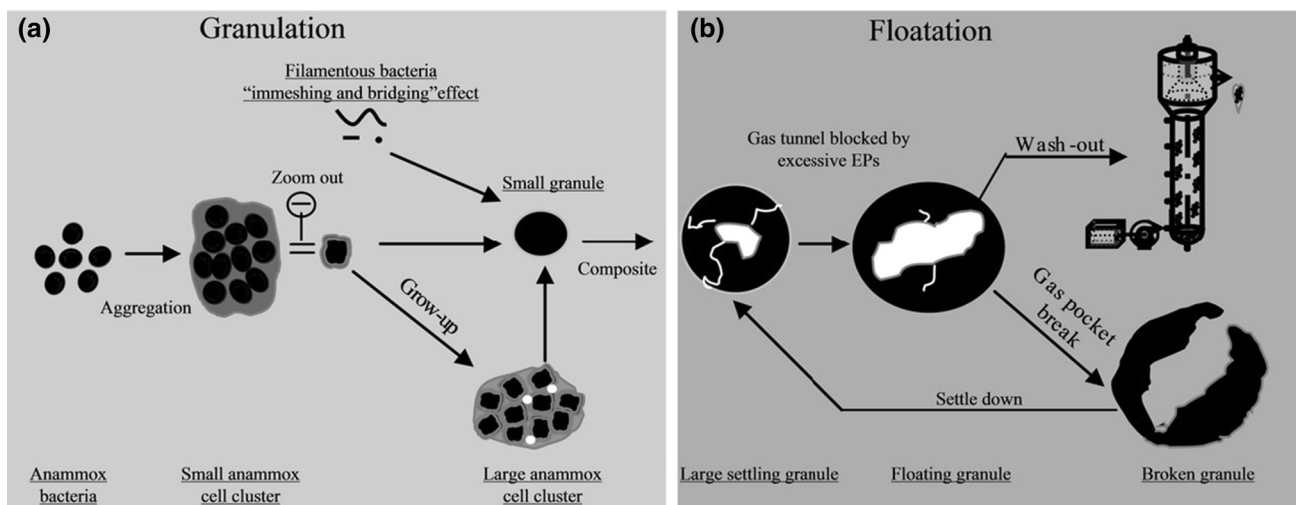 (a)
Granulation
Filamentous bacteria
“immeshing and bridging”effect
Zoom out
Small granule
Aggregation
Composite
Grow-up
Anammox
bacteria
Small anammox
cell cluster
Large anammox
cell cluster
(b)
Floatation
Gas tunnel blocked by
excessive EPs
Wash-out
Gas pocket
break
Settle down
Large settling granule
Floating granule
Broken granule